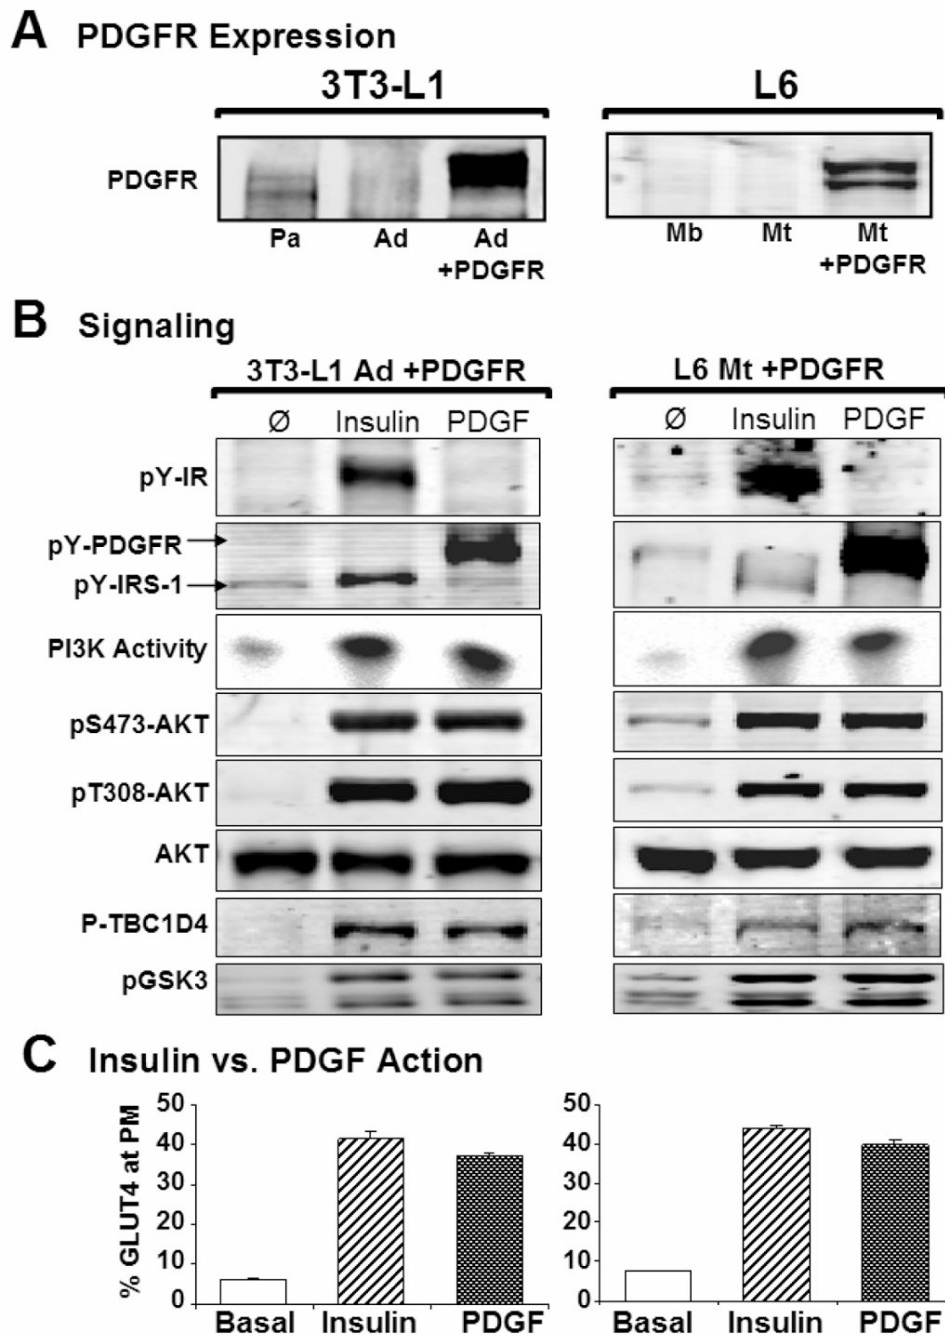 A PDGFR Expression
3T3-L1 L6
PDGFR
Pa Ad Ad Mb Mt Mt
+PDGFR +PDGFR
B Signaling
3T3-L1 Ad +PDGFR L6 Mt +PDGFR
Ø Insulin PDGF Ø Insulin PDGF
pY-IR
pY-PDGFR
pY-IRS-1
PI3K Activity
pS473-AKT
pT308-AKT
AKT
P-TBC1D4
pGSK3
C Insulin vs. PDGF Action
% GLUT4 at PM
50 50
40 40
30 30
20 20
10 10
0 0
Basal Insulin PDGF Basal Insulin PDGF